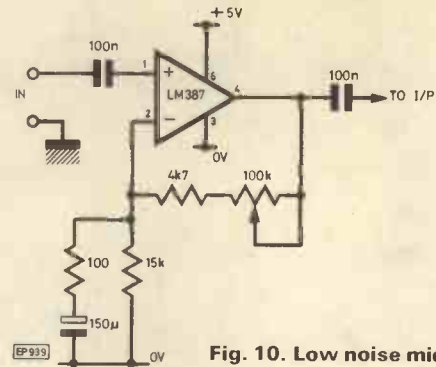 +5V
100n
100n
1
+
6
IN
LM387
4
TO I/P
2
−
3
0V
4k7
100k
100
15k
150µ
EP939
0V
Fig. 10. Low noise mic